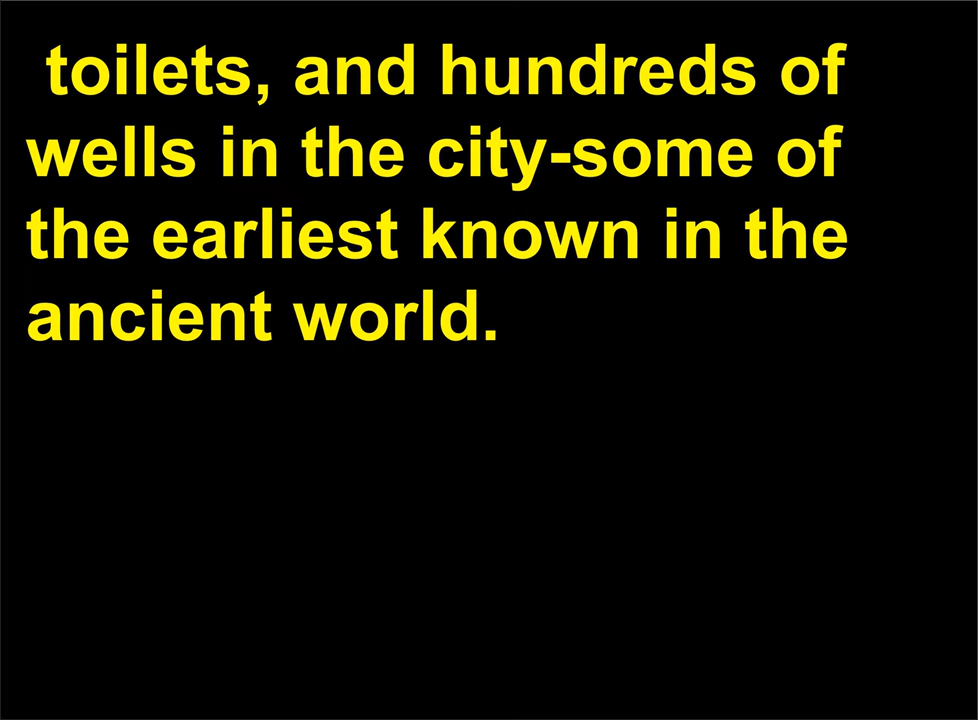 toilets, and hundreds of
wells in the city-some of
the earliest known in the
ancient world.